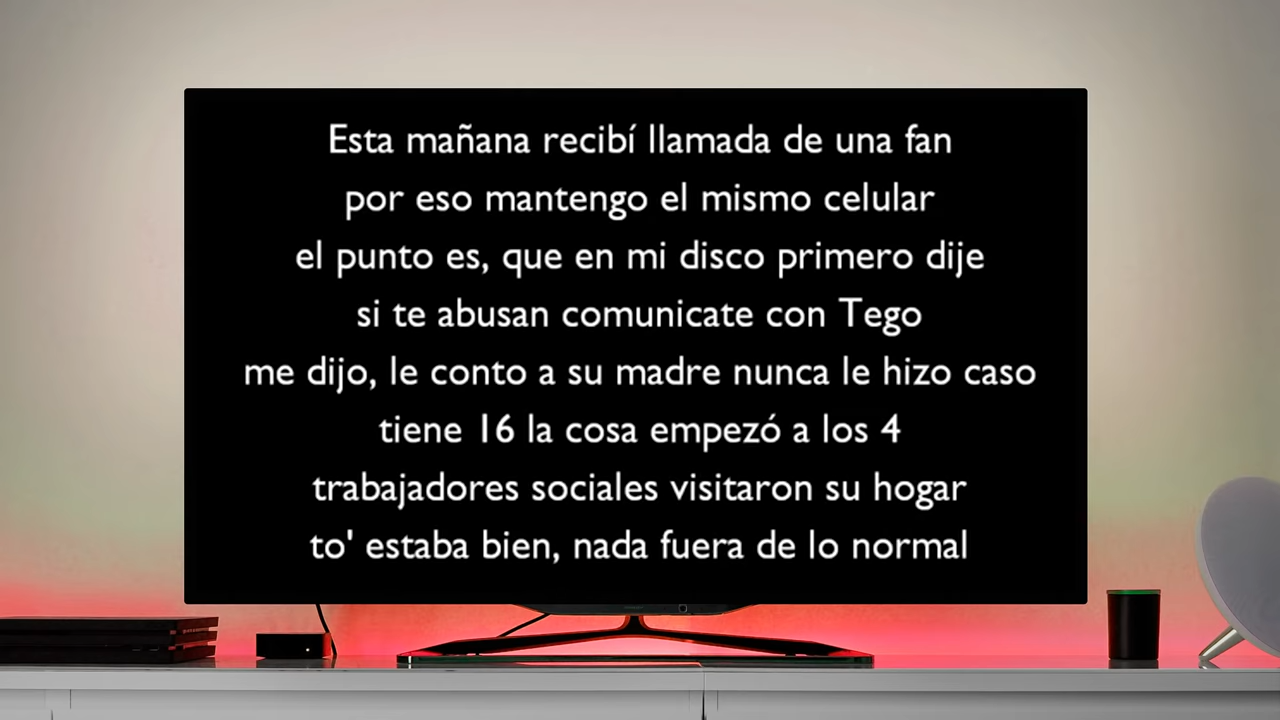 Esta mañana recibí llamada de una fan
por eso mantengo el mismo celular
el punto es, que en mi disco primero dije
si te abusan comunicate con Tego
me dijo, le conto a su madre nunca le hizo caso
tiene 16 la cosa empezó a los 4
trabajadores sociales visitaron su hogar
to' estaba bien, nada fuera de lo normal